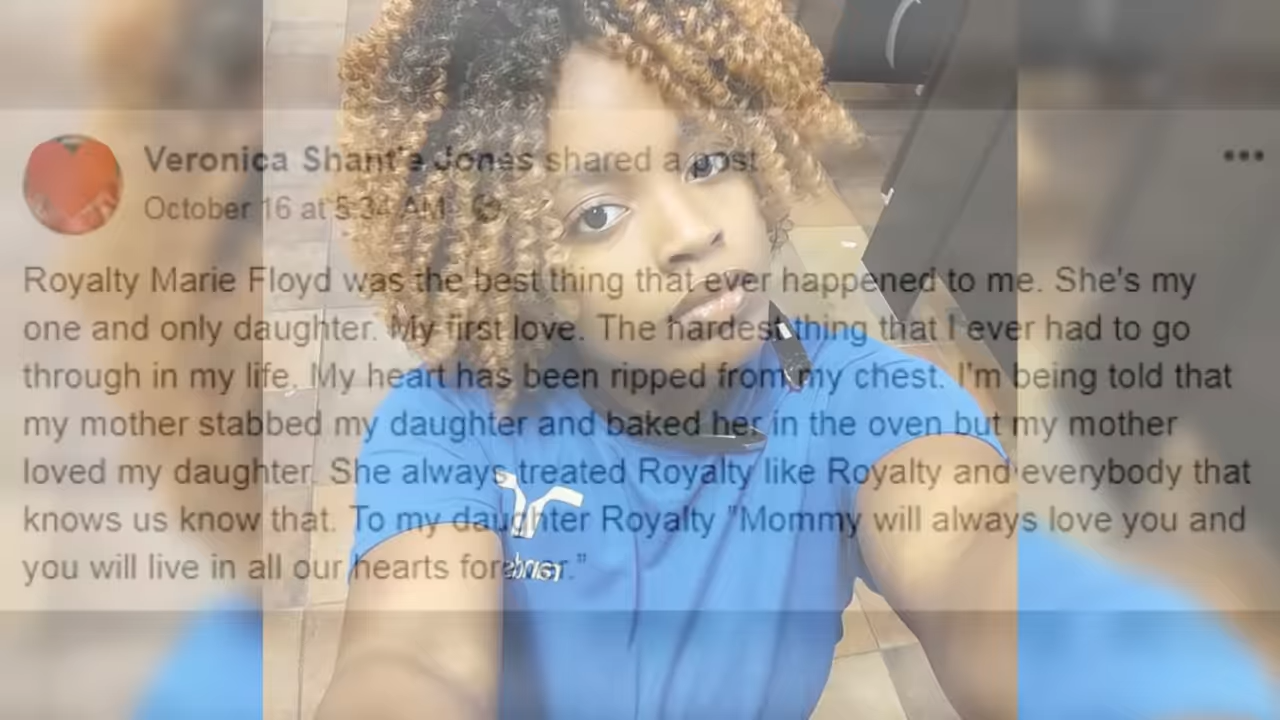 Veronica Shant'e Jones shared a post
October 16 at 5:34 AM
Royalty Marie Floyd was the best thing that ever happened to me. She's my
one and only daughter. My first love. The hardest thing that I ever had to go
through in my life. My heart has been ripped from my chest. I'm being told that
my mother stabbed my daughter and baked her in the oven but my mother
loved my daughter. She always treated Royalty like Royalty and everybody that
knows us know that. To my daughter Royalty "Mommy will always love you and
you will live in all our hearts forever."